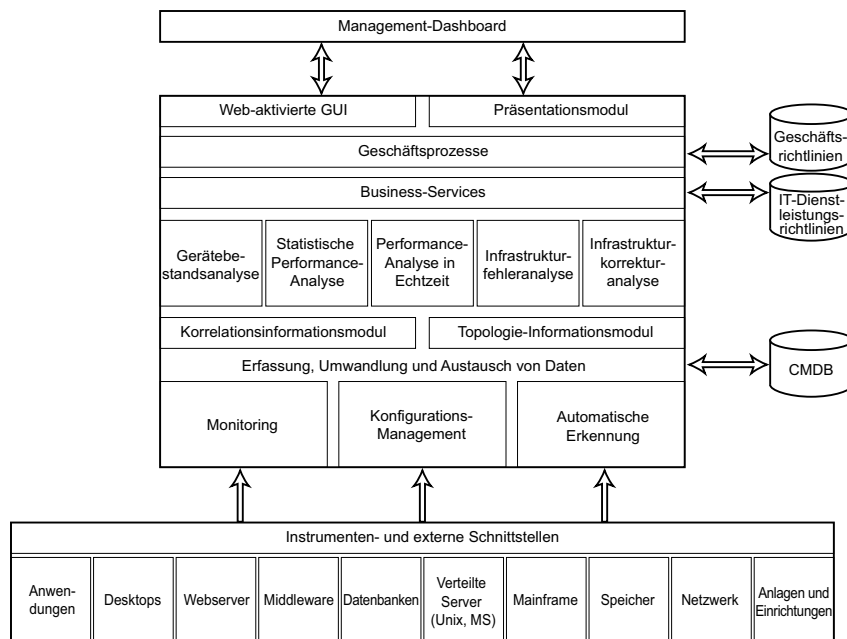 Management-Dashboard
Web-aktivierte GUI
Präsentationsmodul
Geschäftsprozesse
Geschäfts-
richtlinien
Business-Services
IT-Dienst-
leistungs-
richtlinien
Gerätebe-
standsanalyse
Statistische
Performance-
Analyse
Performance-
Analyse in
Echtzeit
Infrastruktur-
fehleranalyse
Infrastruktur-
korrektur-
analyse
Korrelationsinformationsmodul
Topologie-Informationsmodul
Erfassung, Umwandlung und Austausch von Daten
CMDB
Monitoring
Konfigurations-
Management
Automatische
Erkennung
Instrumenten- und externe Schnittstellen
Anwen-
dungen
Desktops
Webserver
Middleware
Datenbanken
Verteilte
Server
(Unix, MS)
Mainframe
Speicher
Netzwerk
Anlagen und
Einrichtungen